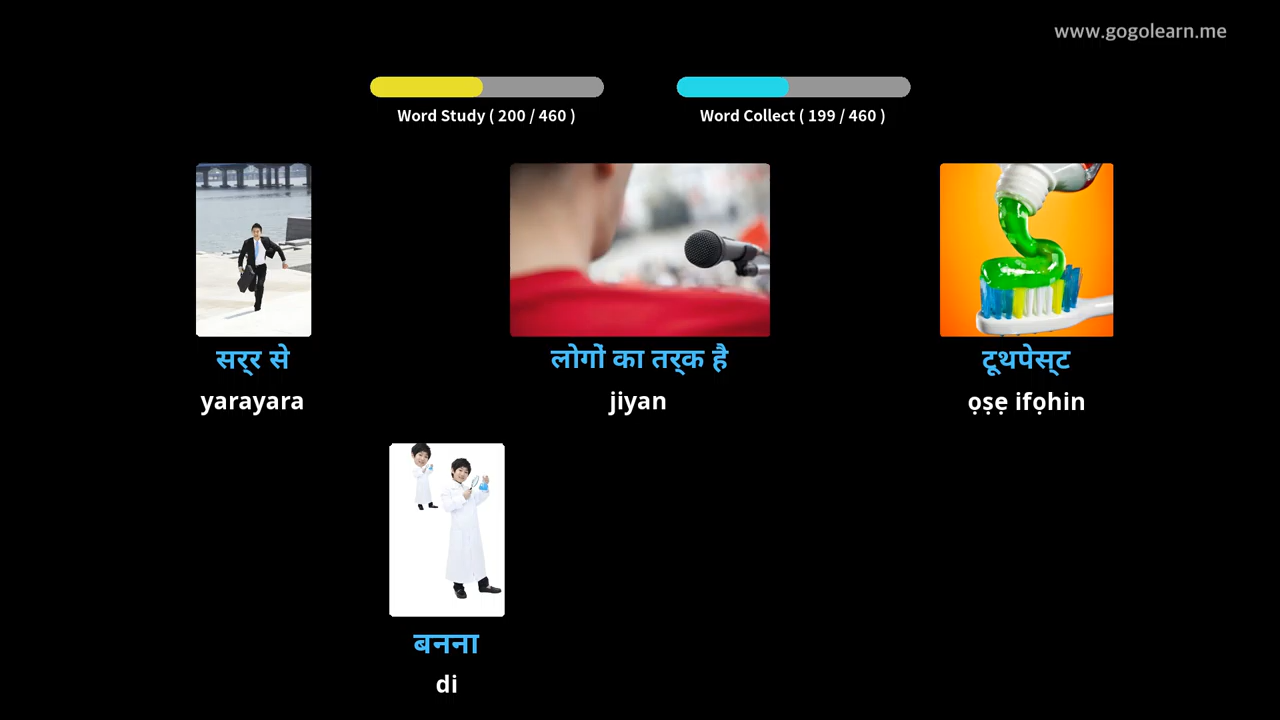 www.gogolearn.me
Word Study ( 200 / 460 )
Word Collect ( 199 / 460 )
सर्र से
yarayara
लोगों का तर्क है
jiyan
टूथपेस्ट
ọṣẹ ifọhin
बनना
di